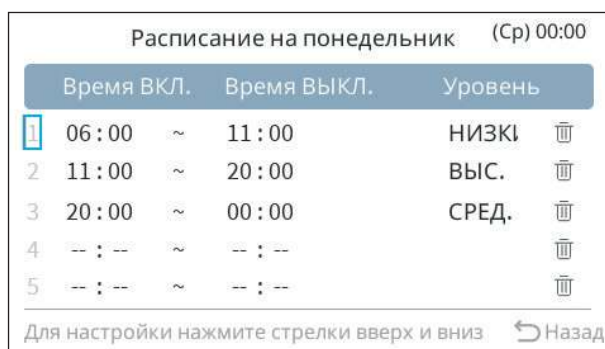 Расписание на понедельник (Ср) 00:00
Время ВКЛ. Время ВЫКЛ. Уровень
1 06:00 ~ 11:00 НИЗКИ
2 11:00 ~ 20:00 ВЫС.
3 20:00 ~ 00:00 СРЕД.
4 -- : -- ~ -- : --
5 -- : -- ~ -- : --
Для настройки нажмите стрелки вверх и вниз Назад